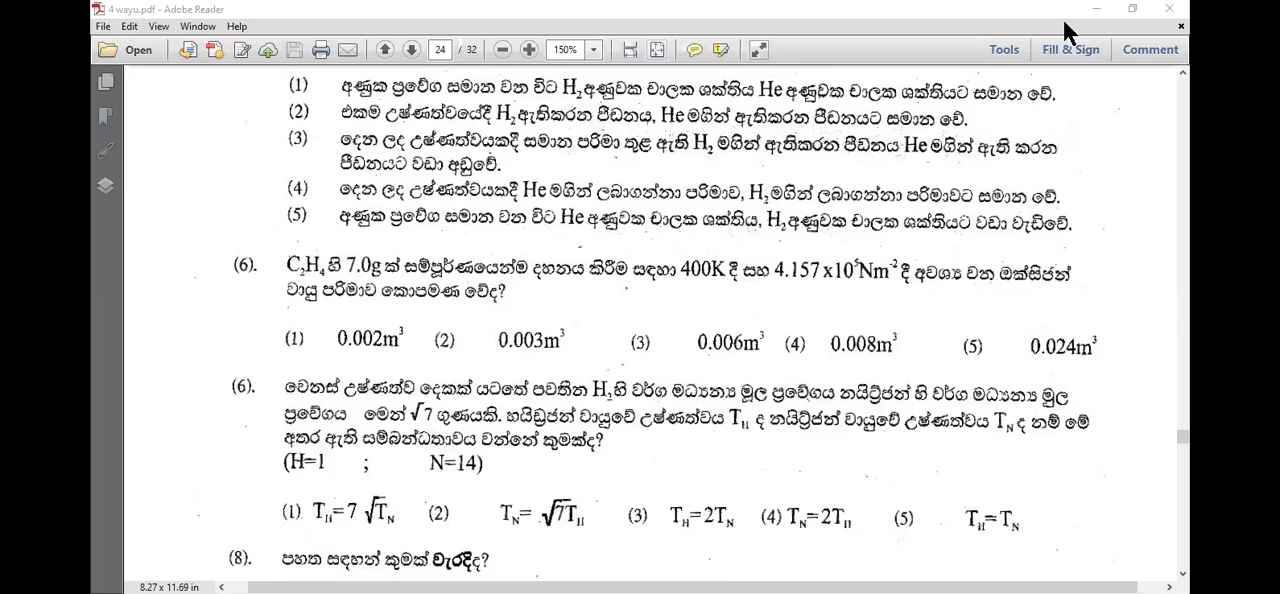 4 wayu.pdf - Adobe Reader
File Edit View Window Help
Open 24 / 32 150% Tools Fill & Sign Comment
(1) අණුක ප්‍රවේග සමාන වන විට H₂ අණුවක චාලක ශක්තිය He අණුවක චාලක ශක්තියට සමාන වේ.
(2) එකම උෂ්ණත්වයේදී H₂ ඇතිකරන පීඩනය, He මගින් ඇතිකරන පීඩනයට සමාන වේ.
(3) දෙන ලද උෂ්ණත්වයකදී සමාන පරිමා තුළ ඇති H₂ මගින් ඇතිකරන පීඩනය He මගින් ඇති කරන
පීඩනයට වඩා අඩුවේ.
(4) දෙන ලද උෂ්ණත්වයකදී He මගින් ලබාගන්නා පරිමාව, H₂ මගින් ලබාගන්නා පරිමාවට සමාන වේ.
(5) අණුක ප්‍රවේග සමාන වන විට He අණුවක චාලක ශක්තිය, H₂ අණුවක චාලක ශක්තියට වඩා වැඩිවේ.
(6). C₂H₄ හි 7.0g ක් සම්පූර්ණයෙන්ම දහනය කිරීම සඳහා 400K දී සහ 4.157 x10⁵Nm⁻² දී අවශ්‍ය වන ඔක්සිජන්
වායු පරිමාව කොපමණ වේද?
(1) 0.002m³ (2) 0.003m³ (3) 0.006m³ (4) 0.008m³ (5) 0.024m³
(6). වෙනස් උෂ්ණත්ව දෙකක් යටතේ පවතින H₂ හි වර්ග මධ්‍යන්‍ය මූල ප්‍රවේගය නයිට්‍රජන් හි වර්ග මධ්‍යන්‍ය මූල
ප්‍රවේගය මෙන් √7 ගුණයකි. හයිඩ්‍රජන් වායුවේ උෂ්ණත්වය T_H ද නයිට්‍රජන් වායුවේ උෂ්ණත්වය T_N ද නම් මේ
අතර ඇති සම්බන්ධතාවය වන්නේ කුමක්ද?
(H=1 ; N=14)
(1) T_H=7 √T_N (2) T_N= √7T_H (3) T_H=2T_N (4) T_N=2T_H (5) T_H=T_N
(8). පහත සඳහන් කුමක් වැරදිද?
8.27 x 11.69 in